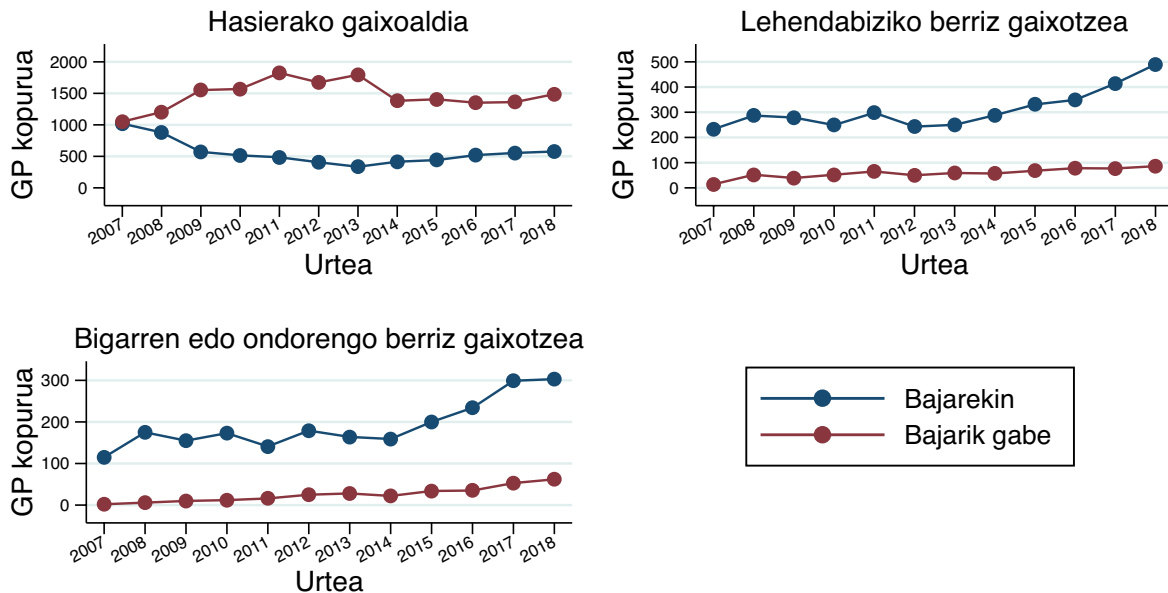 Hasierako gaixoaldia
GP kopurua
2000
1500
1000
500
0
2007 2008 2009 2010 2011 2012 2013 2014 2015 2016 2017 2018
Urtea
Lehendabiziko berriz gaixotzea
GP kopurua
500
400
300
200
100
0
2007 2008 2009 2010 2011 2012 2013 2014 2015 2016 2017 2018
Urtea
Bigarren edo ondorengo berriz gaixotzea
GP kopurua
300
200
100
0
2007 2008 2009 2010 2011 2012 2013 2014 2015 2016 2017 2018
Urtea
Bajarekin
Bajarik gabe